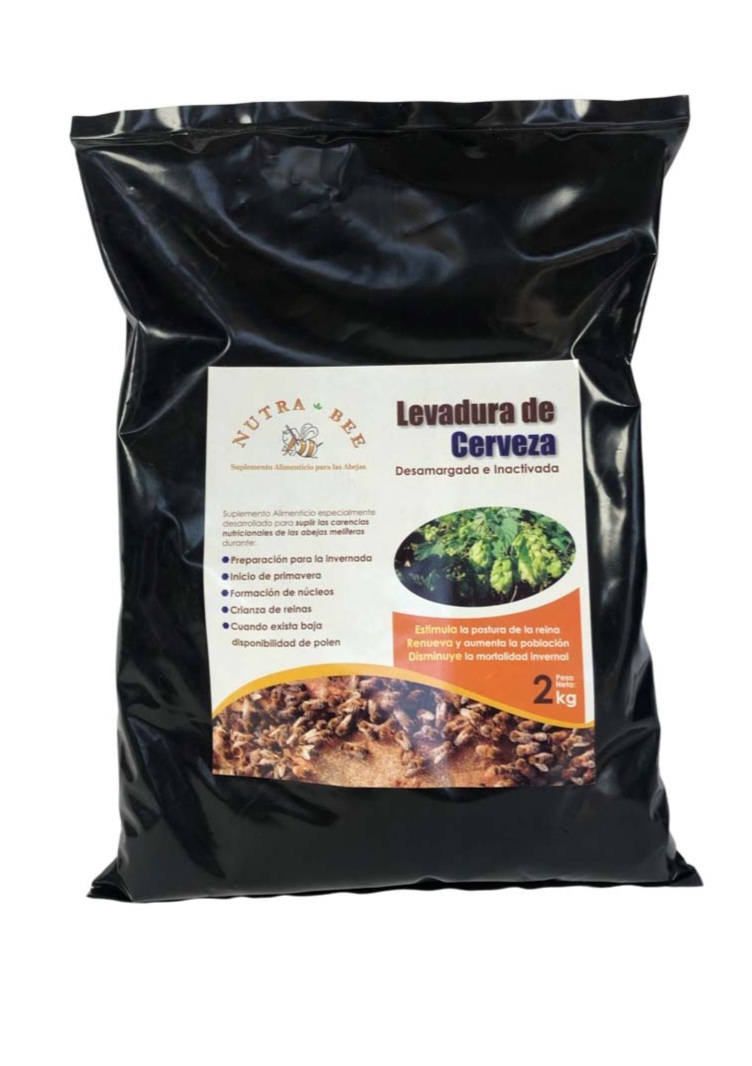 NUTRA BEE
Suplemento Alimenticio para las Abejas
Levadura de
Cerveza
Desamargada e Inactivada
Suplemento Alimenticio especialmente
desarrollado para suplir las carencias
nutricionales de las abejas melíferas
durante:
Preparación para la invernada
Inicio de primavera
Formación de núcleos
Crianza de reinas
Cuando exista baja
disponibilidad de polen
Estimula la postura de la reina
Renueva y aumenta la población
Disminuye la mortalidad invernal
2 Peso
Neto:
kg